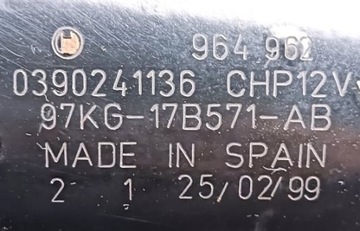 964 962
0390241136 CHP12V
97KG-17B571-AB
MADE IN SPAIN
2 1 25/02/99